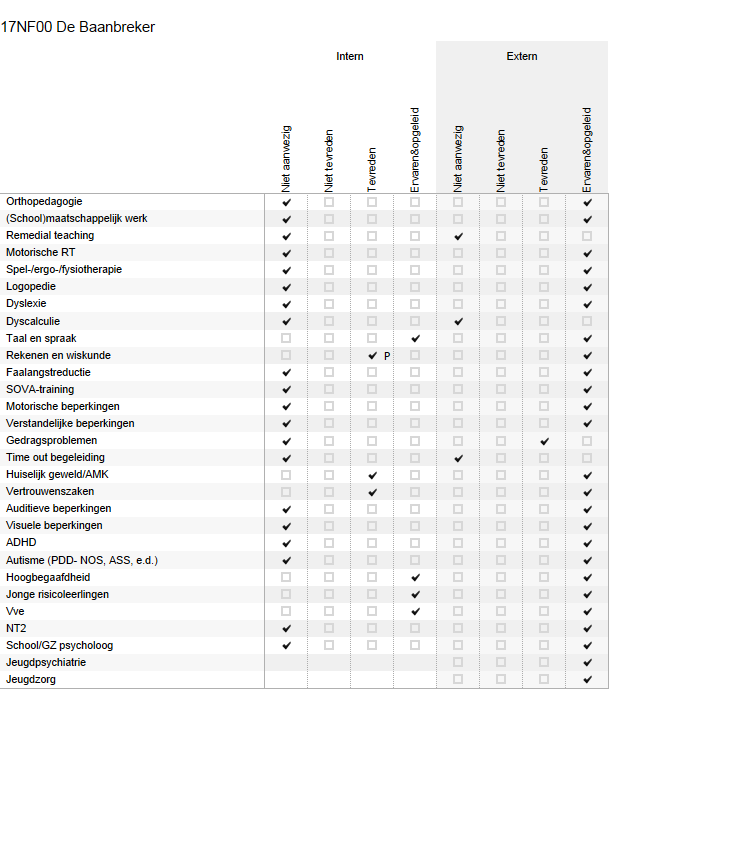 17NF00 De Baanbreker
Intern Extern
Niet aanwezig Niet tevreden Tevreden Ervaren&opgeleid Niet aanwezig Niet tevreden Tevreden Ervaren&opgeleid
Orthopedagogie
(School)maatschappelijk werk
Remedial teaching
Motorische RT
Spel-/ergo-/fysiotherapie
Logopedie
Dyslexie
Dyscalculie
Taal en spraak
Rekenen en wiskunde P
Faalangstreductie
SOVA-training
Motorische beperkingen
Verstandelijke beperkingen
Gedragsproblemen
Time out begeleiding
Huiselijk geweld/AMK
Vertrouwenszaken
Auditieve beperkingen
Visuele beperkingen
ADHD
Autisme (PDD- NOS, ASS, e.d.)
Hoogbegaafdheid
Jonge risicoleerlingen
Vve
NT2
School/GZ psycholoog
Jeugdpsychiatrie
Jeugdzorg